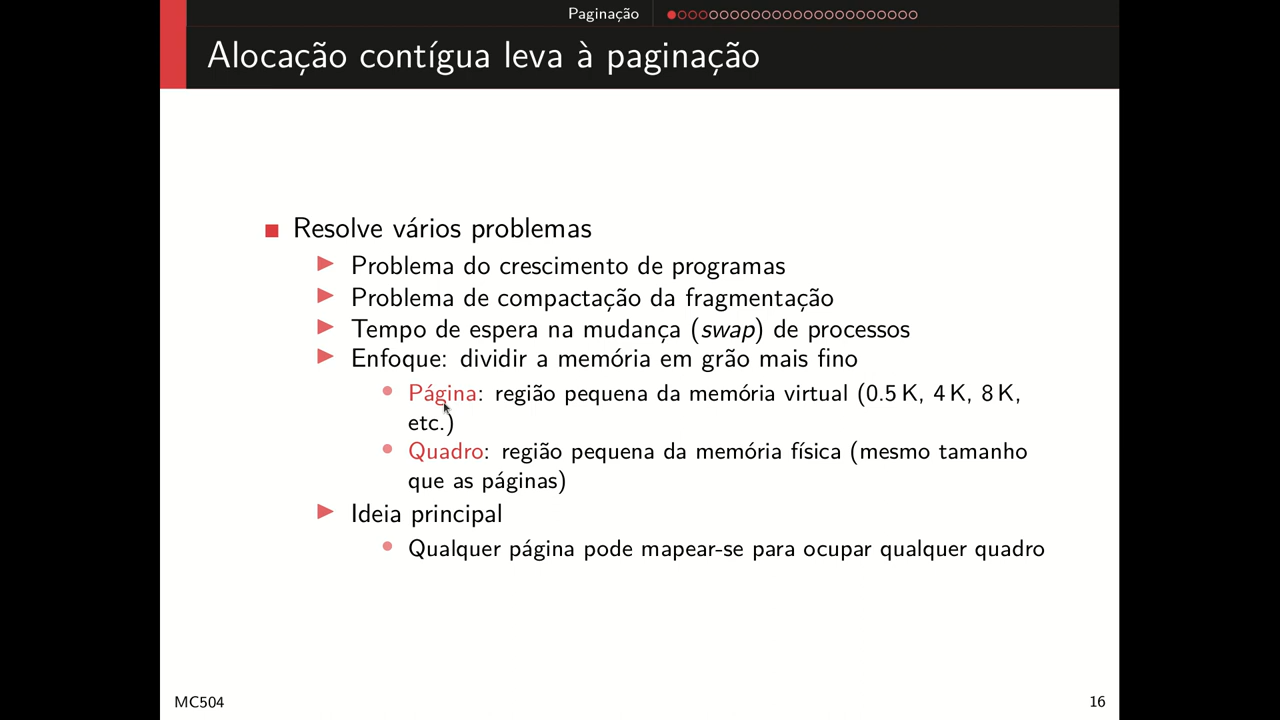 Paginação
Alocação contígua leva à paginação
Resolve vários problemas
Problema do crescimento de programas
Problema de compactação da fragmentação
Tempo de espera na mudança (swap) de processos
Enfoque: dividir a memória em grão mais fino
Página: região pequena da memória virtual (0.5 K, 4 K, 8 K,
etc.)
Quadro: região pequena da memória física (mesmo tamanho
que as páginas)
Ideia principal
Qualquer página pode mapear-se para ocupar qualquer quadro
MC504
16